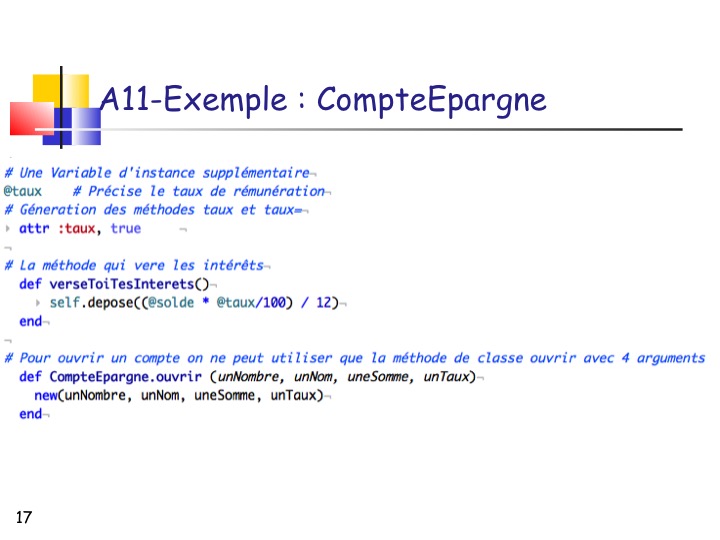 A11-Exemple : CompteEpargne
# Une Variable d'instance supplémentaire¬
@taux    # Précise le taux de rémunération¬
# Géneration des méthodes taux et taux=¬
▸ attr :taux, true     ¬
¬
# La méthode qui vere les intérêts¬
  def verseToiTesInterets()¬
    ▸ self.depose((@solde * @taux/100) / 12)¬
  end¬
¬
# Pour ouvrir un compte on ne peut utiliser que la méthode de classe ouvrir avec 4 arguments
  def CompteEpargne.ouvrir (unNombre, unNom, uneSomme, unTaux)¬
    new(unNombre, unNom, uneSomme, unTaux)¬
  end¬
17